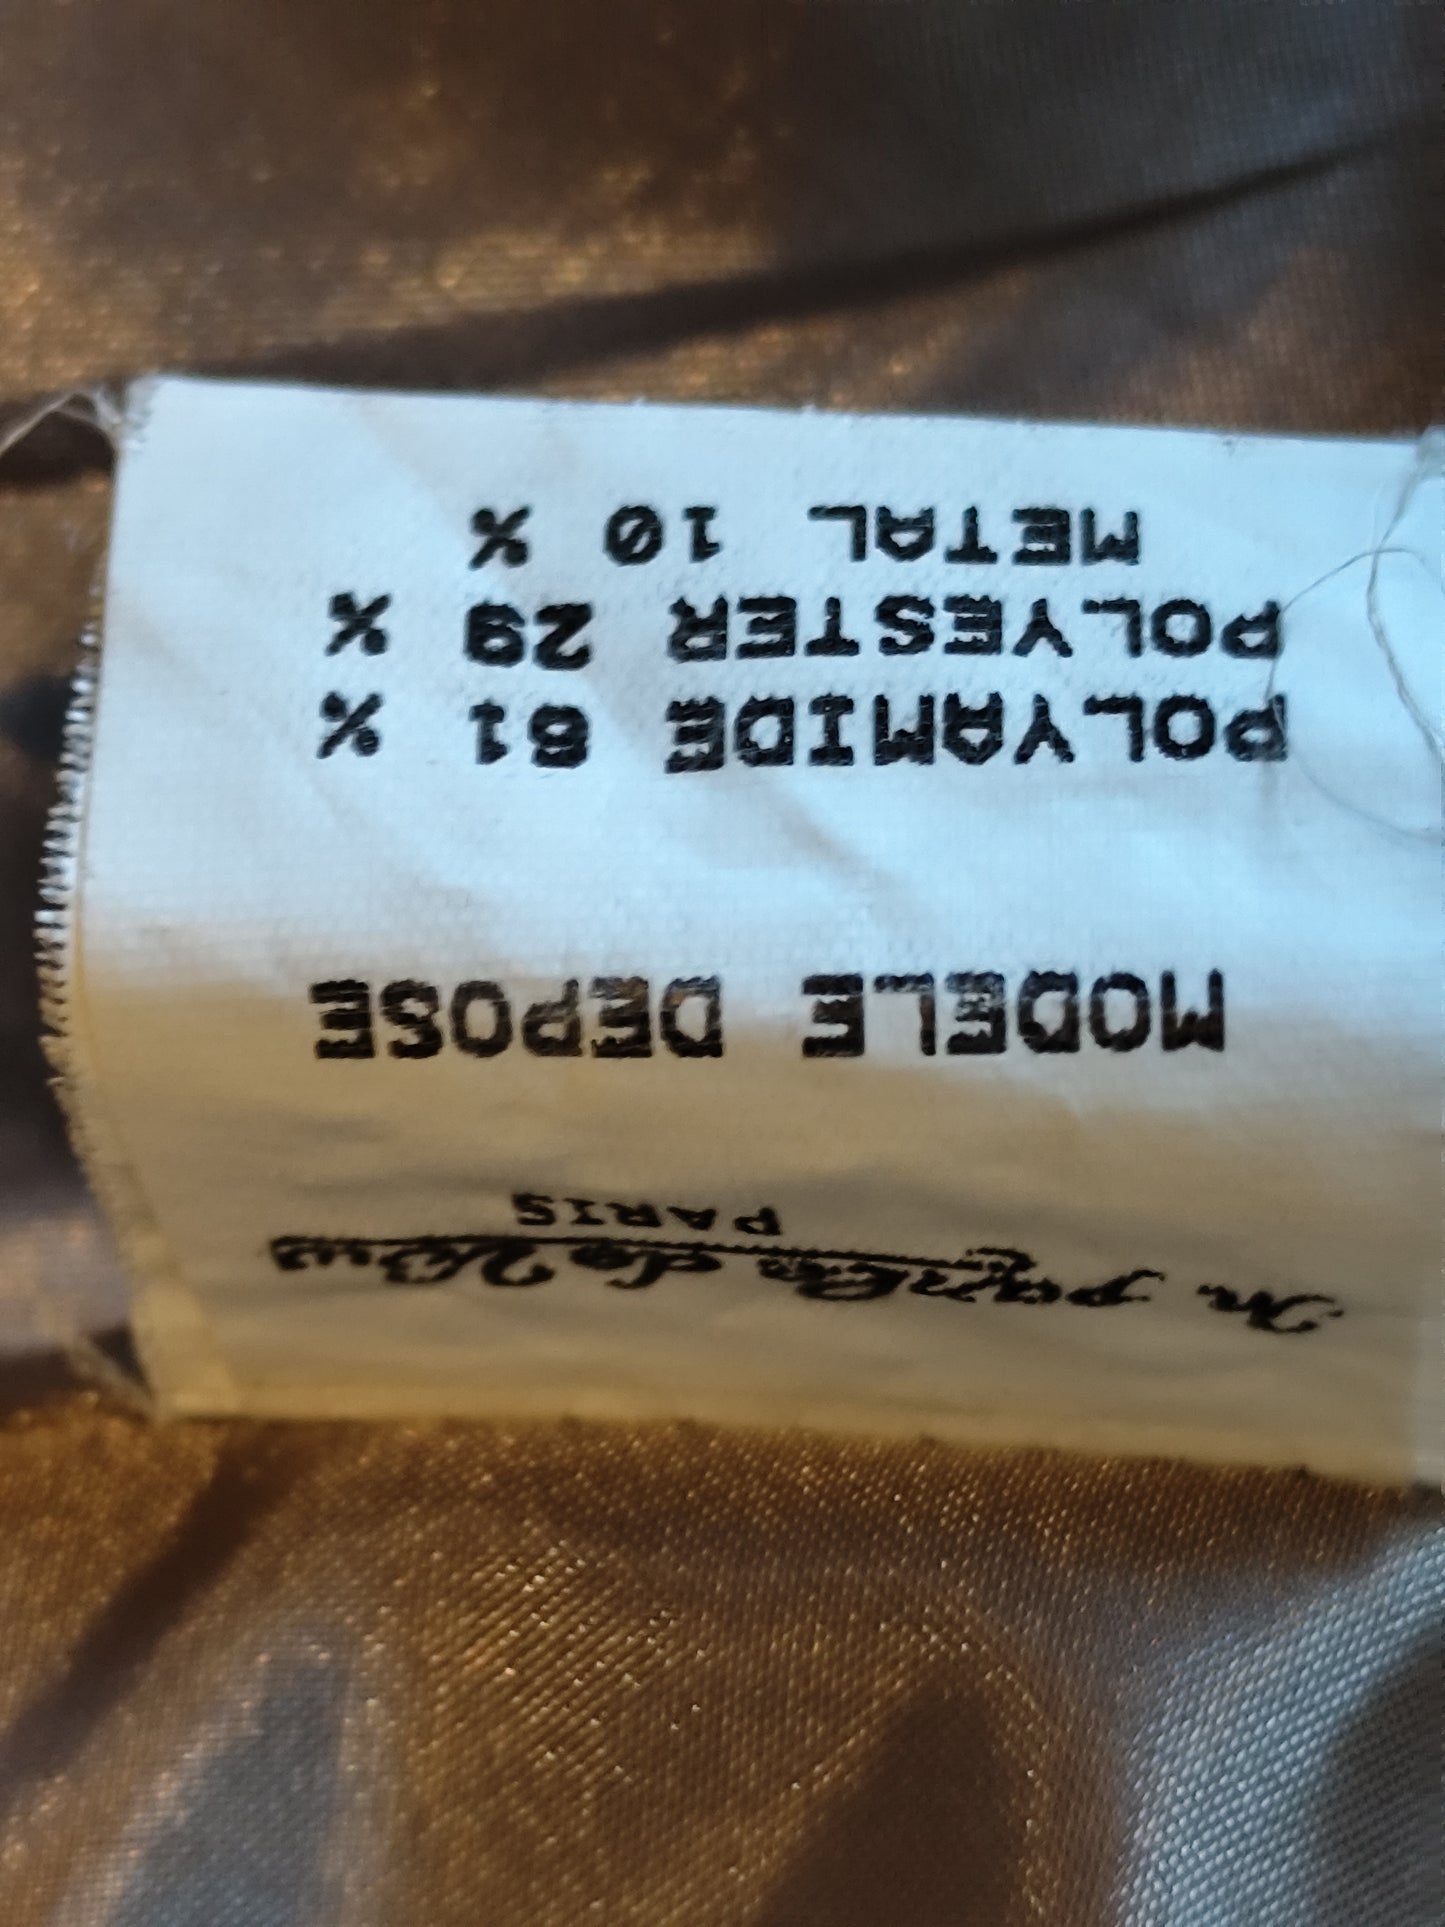 PARIS
MODELE DEPOSE
POLYAMIDE 61 %
POLYESTER 29 %
METAL 10 %